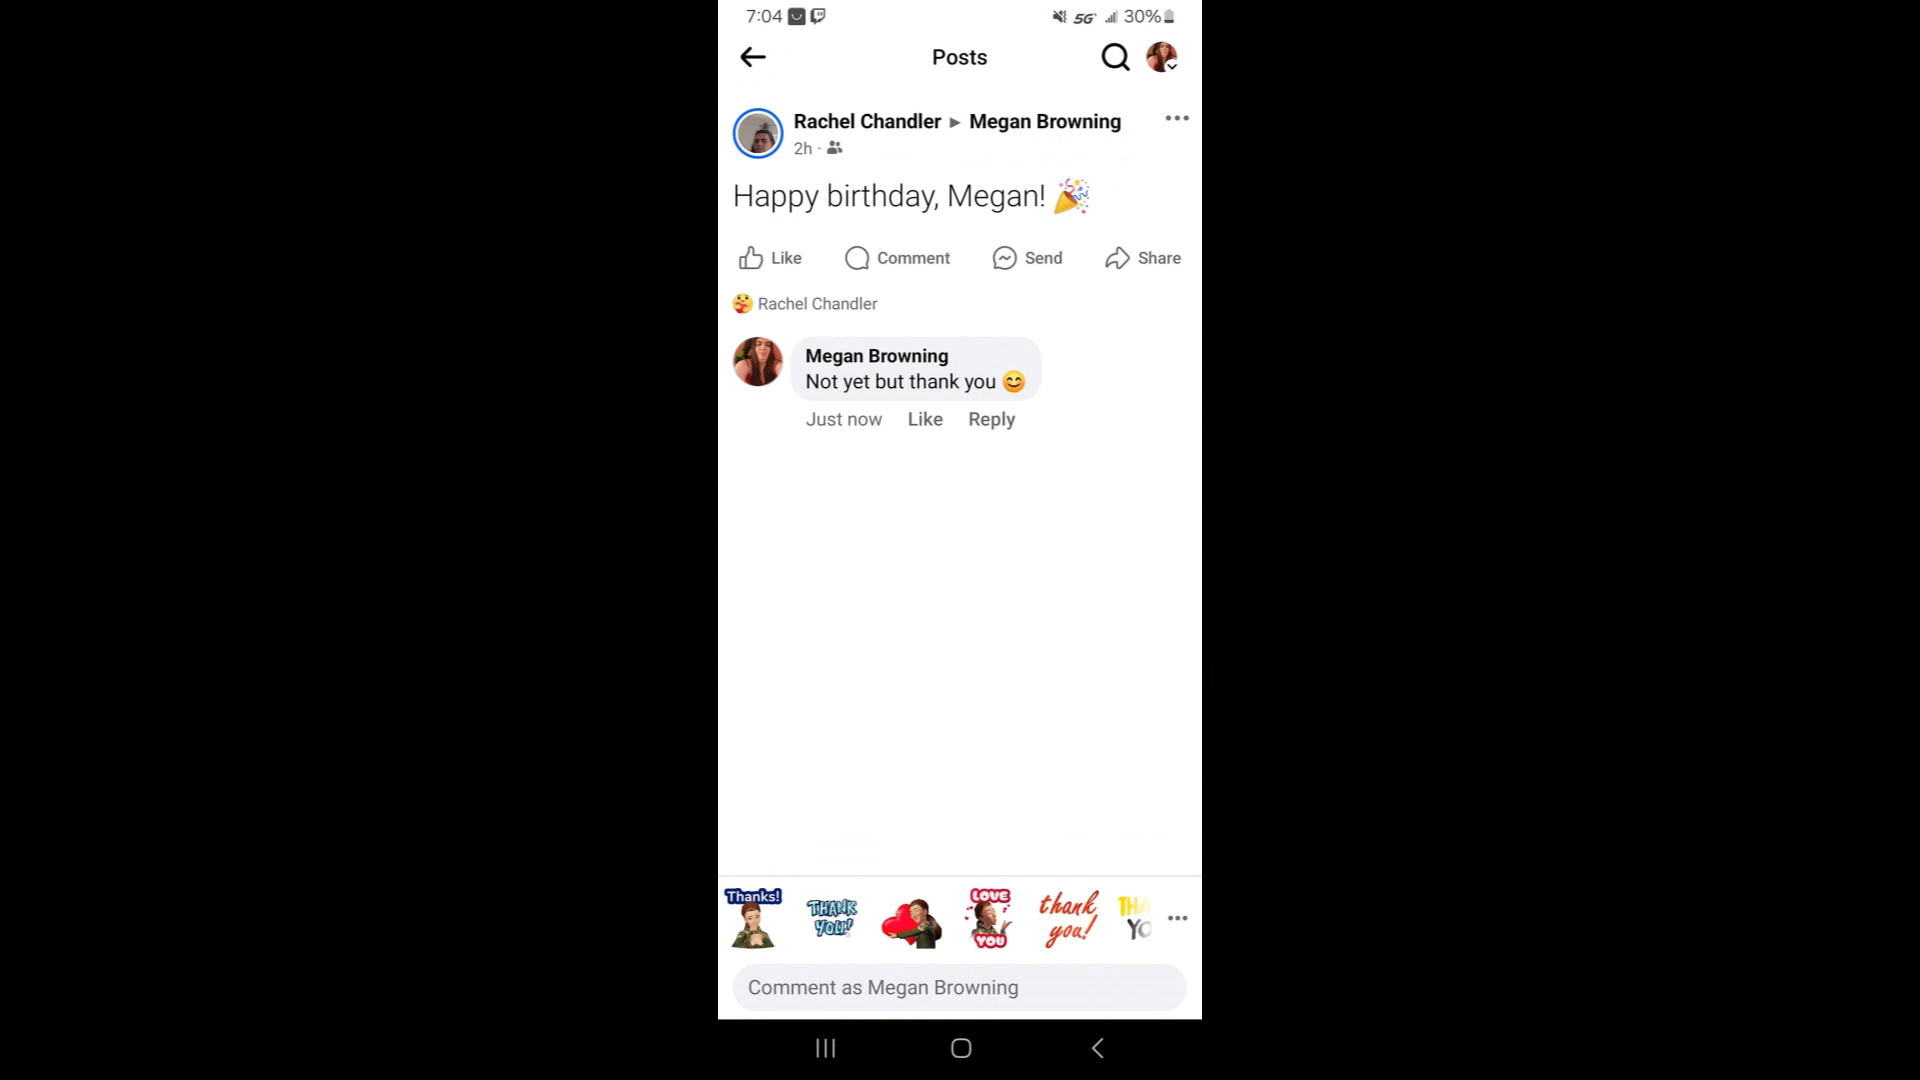 7:04 5G 30%
Posts
Rachel Chandler ▸ Megan Browning
2h ·
Happy birthday, Megan! 🎉
Like Comment Send Share
Rachel Chandler
Megan Browning
Not yet but thank you 😊
Just now Like Reply
Thanks!
THANK YOU!
LOVE YOU
thank you!
THA
YO
Comment as Megan Browning